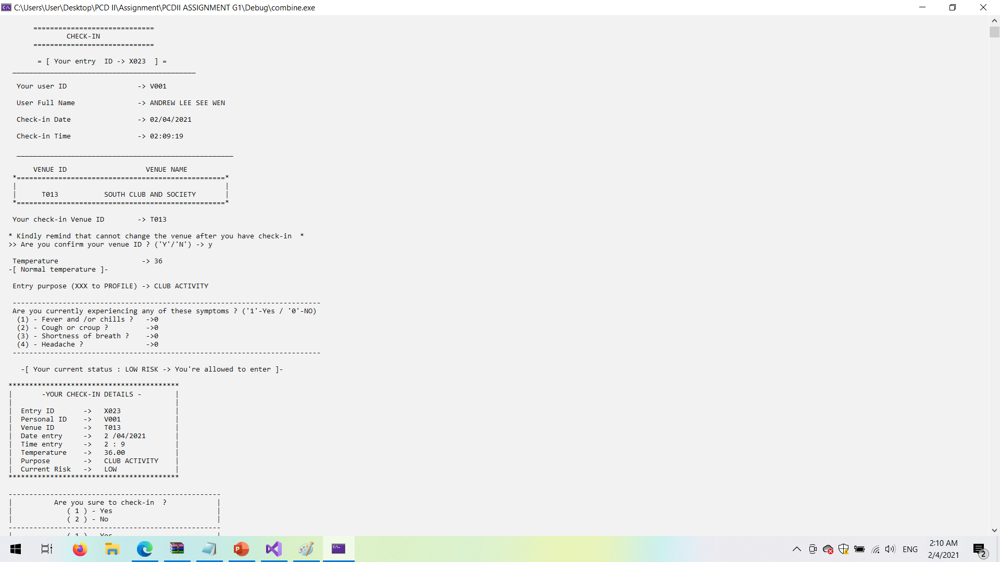 C:\Users\User\Desktop\PCD II\Assignment\PCDII ASSIGNMENT G1\Debug\combine.exe
=============================
CHECK-IN
=============================
= [ Your entry  ID -> X023  ] =
____________________________________________
Your user ID                 -> V001
User Full Name               -> ANDREW LEE SEE WEN
Check-in Date                -> 02/04/2021
Check-in Time                -> 02:09:19
____________________________________________________
VENUE ID                   VENUE NAME
*==================================================*
|                                                  |
|      T013           SOUTH CLUB AND SOCIETY       |
*==================================================*
Your check-in Venue ID        -> T013
* Kindly remind that cannot change the venue after you have check-in  *
>> Are you confirm your venue ID ? ('Y'/'N') -> y
Temperature                    -> 36
-[ Normal temperature ]-
Entry purpose (XXX to PROFILE) -> CLUB ACTIVITY
--------------------------------------------------------------------------
Are you currently experiencing any of these symptoms ? ('1'-Yes / '0'-NO)
(1) - Fever and /or chills ?   ->0
(2) - Cough or croup ?         ->0
(3) - Shortness of breath ?    ->0
(4) - Headache ?               ->0
--------------------------------------------------------------------------
-[ Your current status : LOW RISK -> You're allowed to enter ]-
*****************************************
|       -YOUR CHECK-IN DETAILS -        |
|                                       |
|  Entry ID       ->   X023             |
|  Personal ID    ->   V001             |
|  Venue ID       ->   T013             |
|  Date entry     ->   2 /04/2021       |
|  Time entry     ->   2 : 9            |
|  Temperature    ->   36.00            |
|  Purpose        ->   CLUB ACTIVITY    |
|  Current Risk   ->   LOW              |
*****************************************
---------------------------------------------------
|          Are you sure to check-in  ?            |
|             ( 1 ) - Yes                         |
|             ( 2 ) - No                          |
---------------------------------------------------
|             ( 1 )   Yes                         |
ENG
2:10 AM
2/4/2021
2